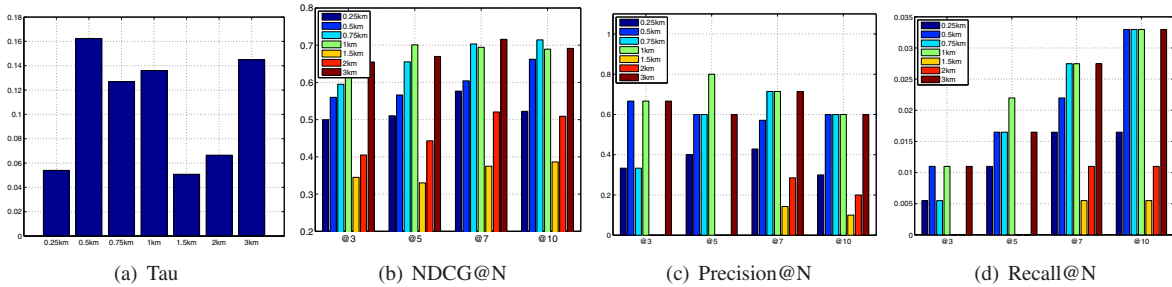 0.18
0.16
0.14
0.12
0.1
0.08
0.06
0.04
0.02
0
0.25km 0.5km 0.75km 1km 1.5km 2km 3km
(a) Tau
0.8
0.7
0.6
0.5
0.4
0.3
0.2
0.25km
0.5km
0.75km
1km
1.5km
2km
3km
@3 @5 @7 @10
(b) NDCG@N
1
0.8
0.6
0.4
0.2
0
0.25km
0.5km
0.75km
1km
1.5km
2km
3km
@3 @5 @7 @10
(c) Precision@N
0.035
0.03
0.025
0.02
0.015
0.01
0.005
0
0.25km
0.5km
0.75km
1km
1.5km
2km
3km
@3 @5 @7 @10
(d) Recall@N